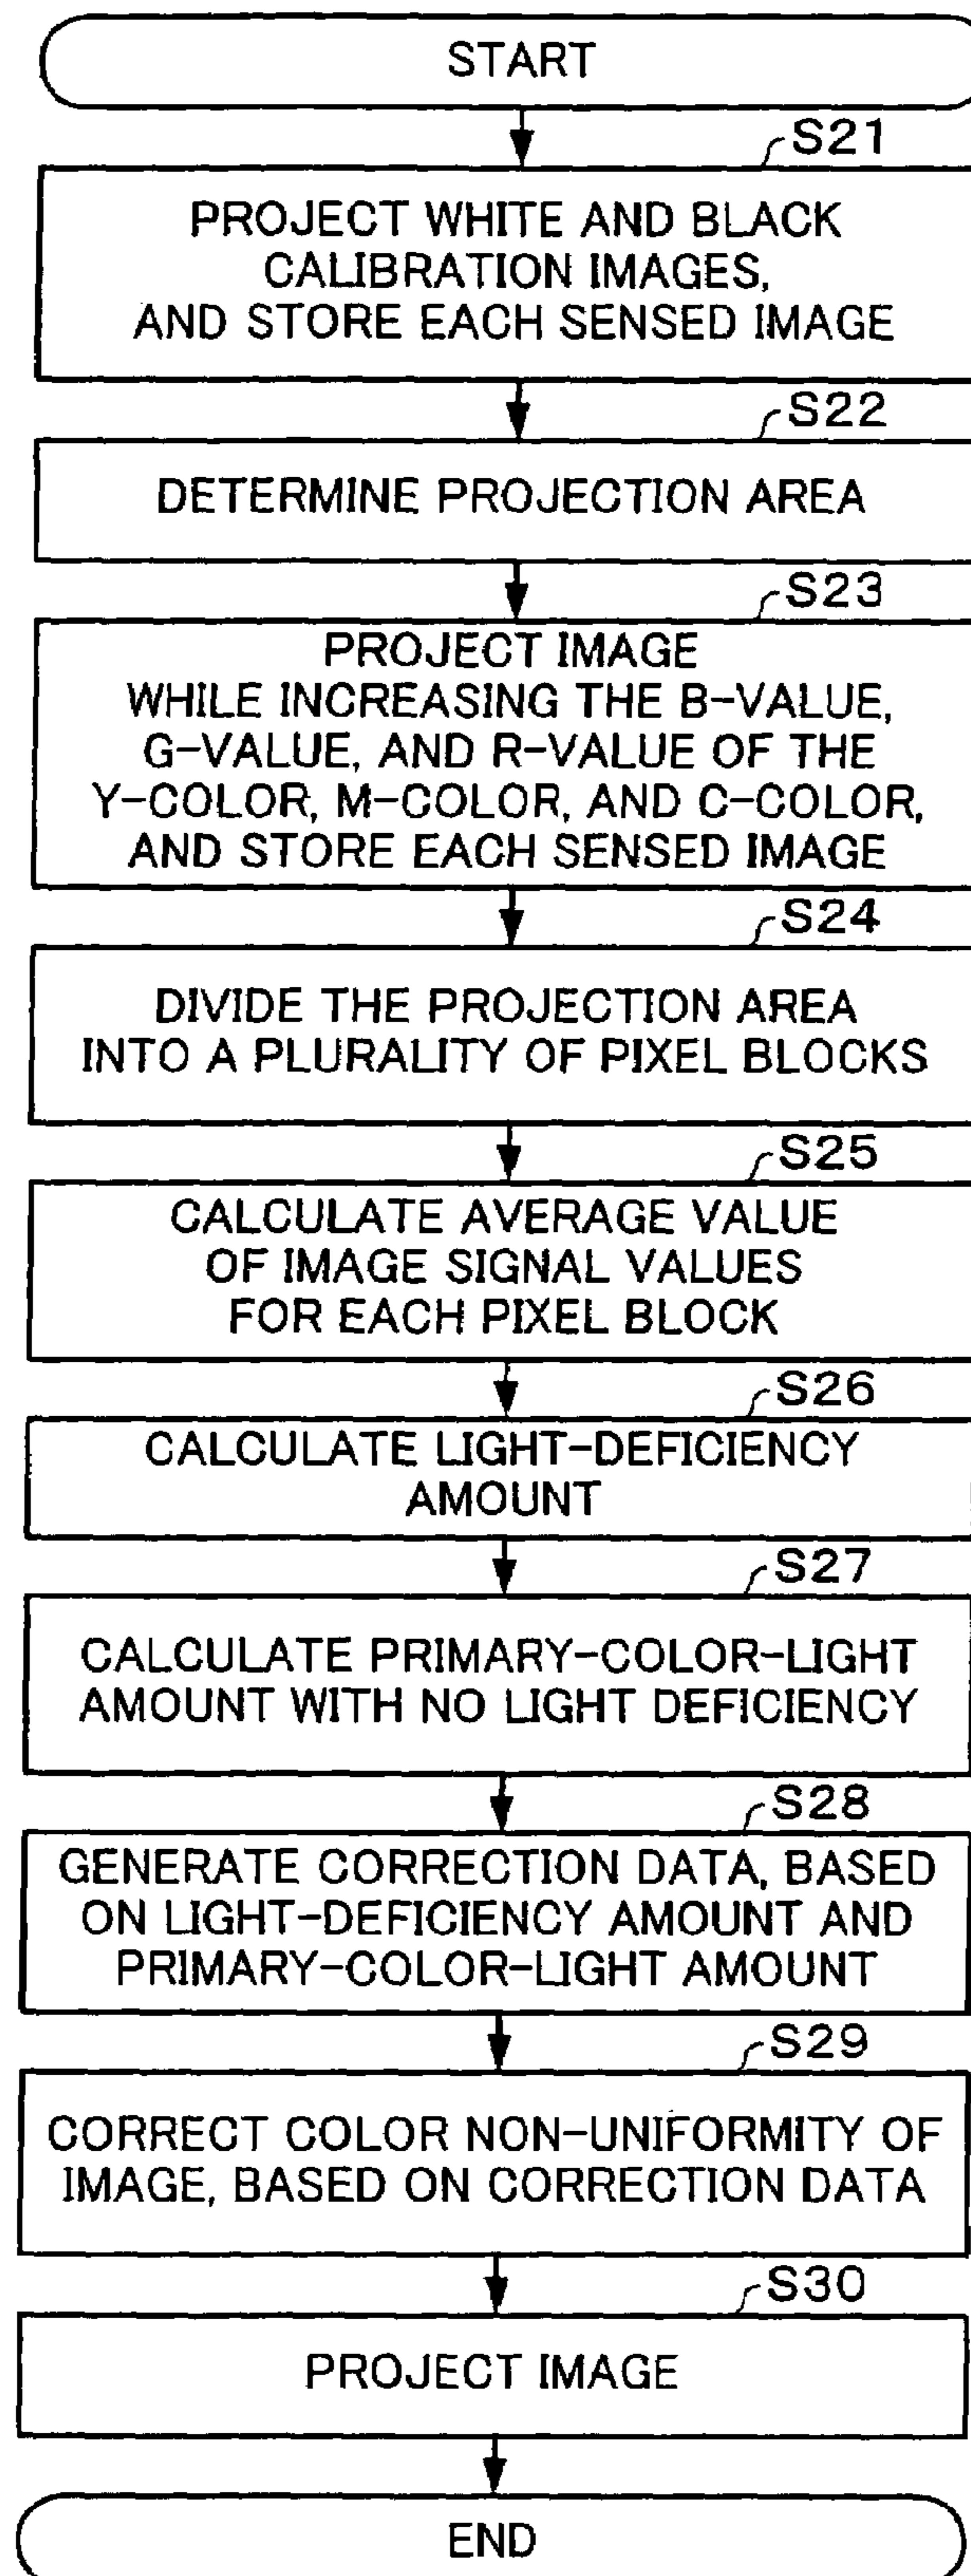 START
S21
PROJECT WHITE AND BLACK
CALIBRATION IMAGES,
AND STORE EACH SENSED IMAGE
S22
DETERMINE PROJECTION AREA
S23
PROJECT IMAGE
WHILE INCREASING THE B-VALUE,
G-VALUE, AND R-VALUE OF THE
Y-COLOR, M-COLOR, AND C-COLOR,
AND STORE EACH SENSED IMAGE
S24
DIVIDE THE PROJECTION AREA
INTO A PLURALITY OF PIXEL BLOCKS
S25
CALCULATE AVERAGE VALUE
OF IMAGE SIGNAL VALUES
FOR EACH PIXEL BLOCK
S26
CALCULATE LIGHT-DEFICIENCY
AMOUNT
S27
CALCULATE PRIMARY-COLOR-LIGHT
AMOUNT WITH NO LIGHT DEFICIENCY
S28
GENERATE CORRECTION DATA, BASED
ON LIGHT-DEFICIENCY AMOUNT AND
PRIMARY-COLOR-LIGHT AMOUNT
S29
CORRECT COLOR NON-UNIFORMITY OF
IMAGE, BASED ON CORRECTION DATA
S30
PROJECT IMAGE
END